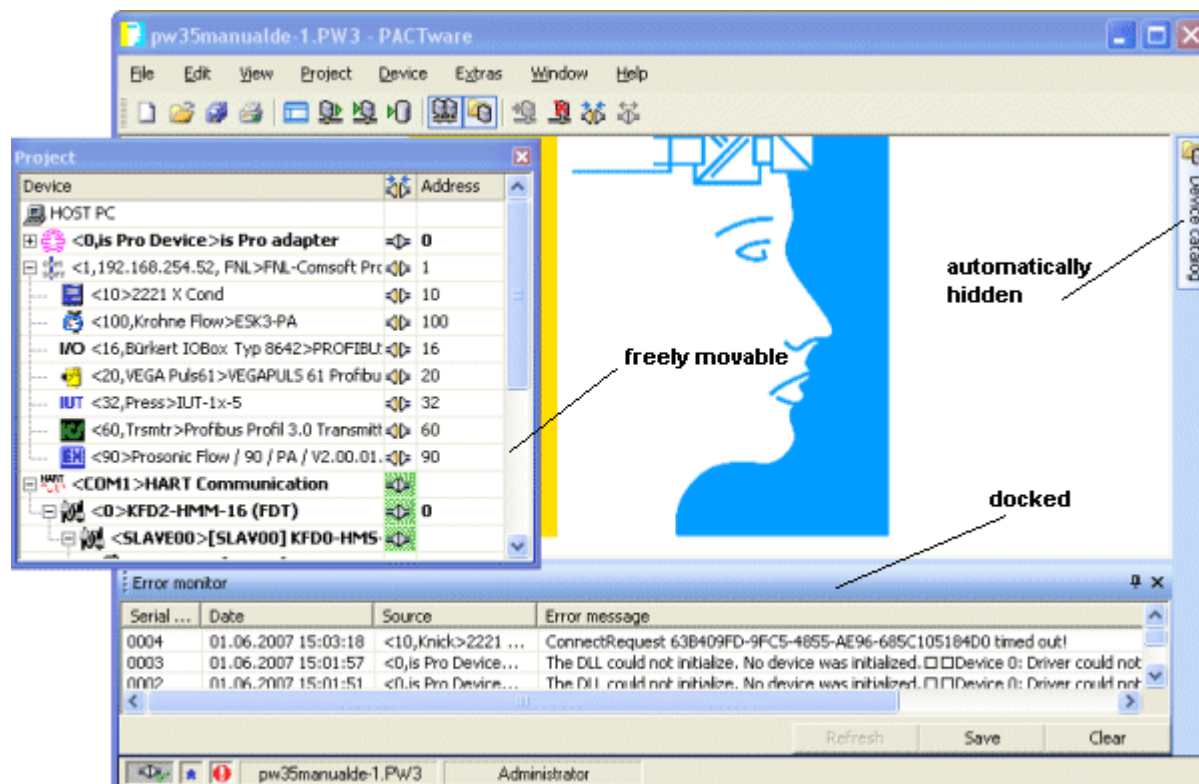 pw35manualde-1.PW3 - PACTware
File Edit View Project Device Extras Window Help
Project
Device Address
HOST PC
<0,is Pro Device>is Pro adapter 0
<1,192.168.254.52, FNL>FNL-Comsoft Pro 1
<10>2221 X Cond 10
<100,Krohne Flow>ESK3-PA 100
I/O <16,Bürkert IOBox Typ 8642>PROFIBU 16
<20,VEGA Puls61>VEGAPULS 61 Profibu 20
IUT <32,Press>IUT-1x-5 32
<60,Trsmtr>Profibus Profil 3.0 Transmitt 60
<90>Prosonic Flow / 90 / PA / V2.00.01. 90
HART <COM1>HART Communication
<0>KFD2-HMM-16 (FDT) 0
<SLAVE00>[SLAV00] KFD0-HMS-
Device catalog
automatically
hidden
freely movable
docked
Error monitor
Serial ... Date Source Error message
0004 01.06.2007 15:03:18 <10,Knick>2221 ... ConnectRequest 63B409FD-9FC5-4855-AE96-685C105184D0 timed out!
0003 01.06.2007 15:01:57 <0,is Pro Device... The DLL could not initialize. No device was initialized. □□Device 0: Driver could not
0002 01.06.2007 15:01:51 <0,is Pro Device... The DLL could not initialize. No device was initialized. □□Device 0: Driver could not
Refresh Save Clear
pw35manualde-1.PW3 Administrator